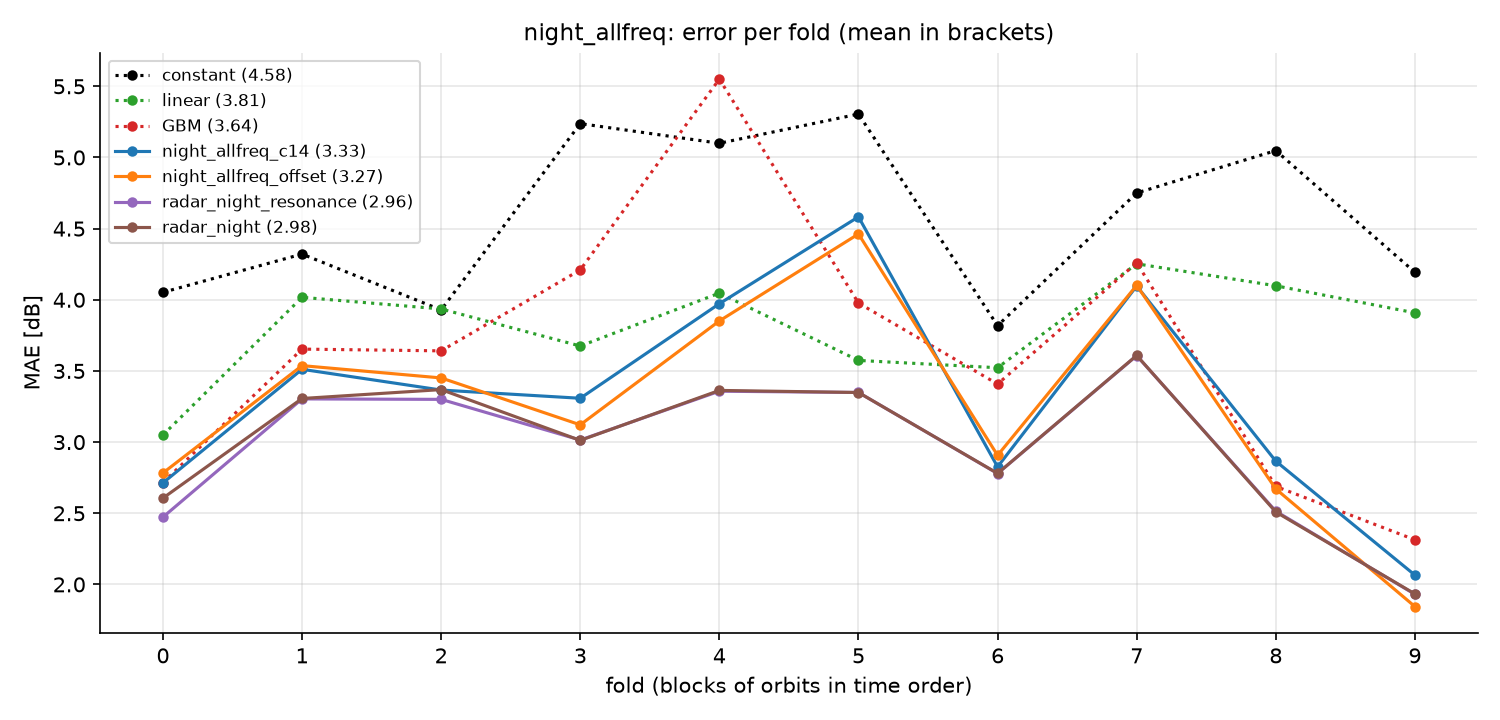 night_allfreq: error per fold (mean in brackets)
constant (4.58)
linear (3.81)
GBM (3.64)
night_allfreq_c14 (3.33)
night_allfreq_offset (3.27)
radar_night_resonance (2.96)
radar_night (2.98)
MAE [dB]
5.5
5.0
4.5
4.0
3.5
3.0
2.5
2.0
0 1 2 3 4 5 6 7 8 9
fold (blocks of orbits in time order)